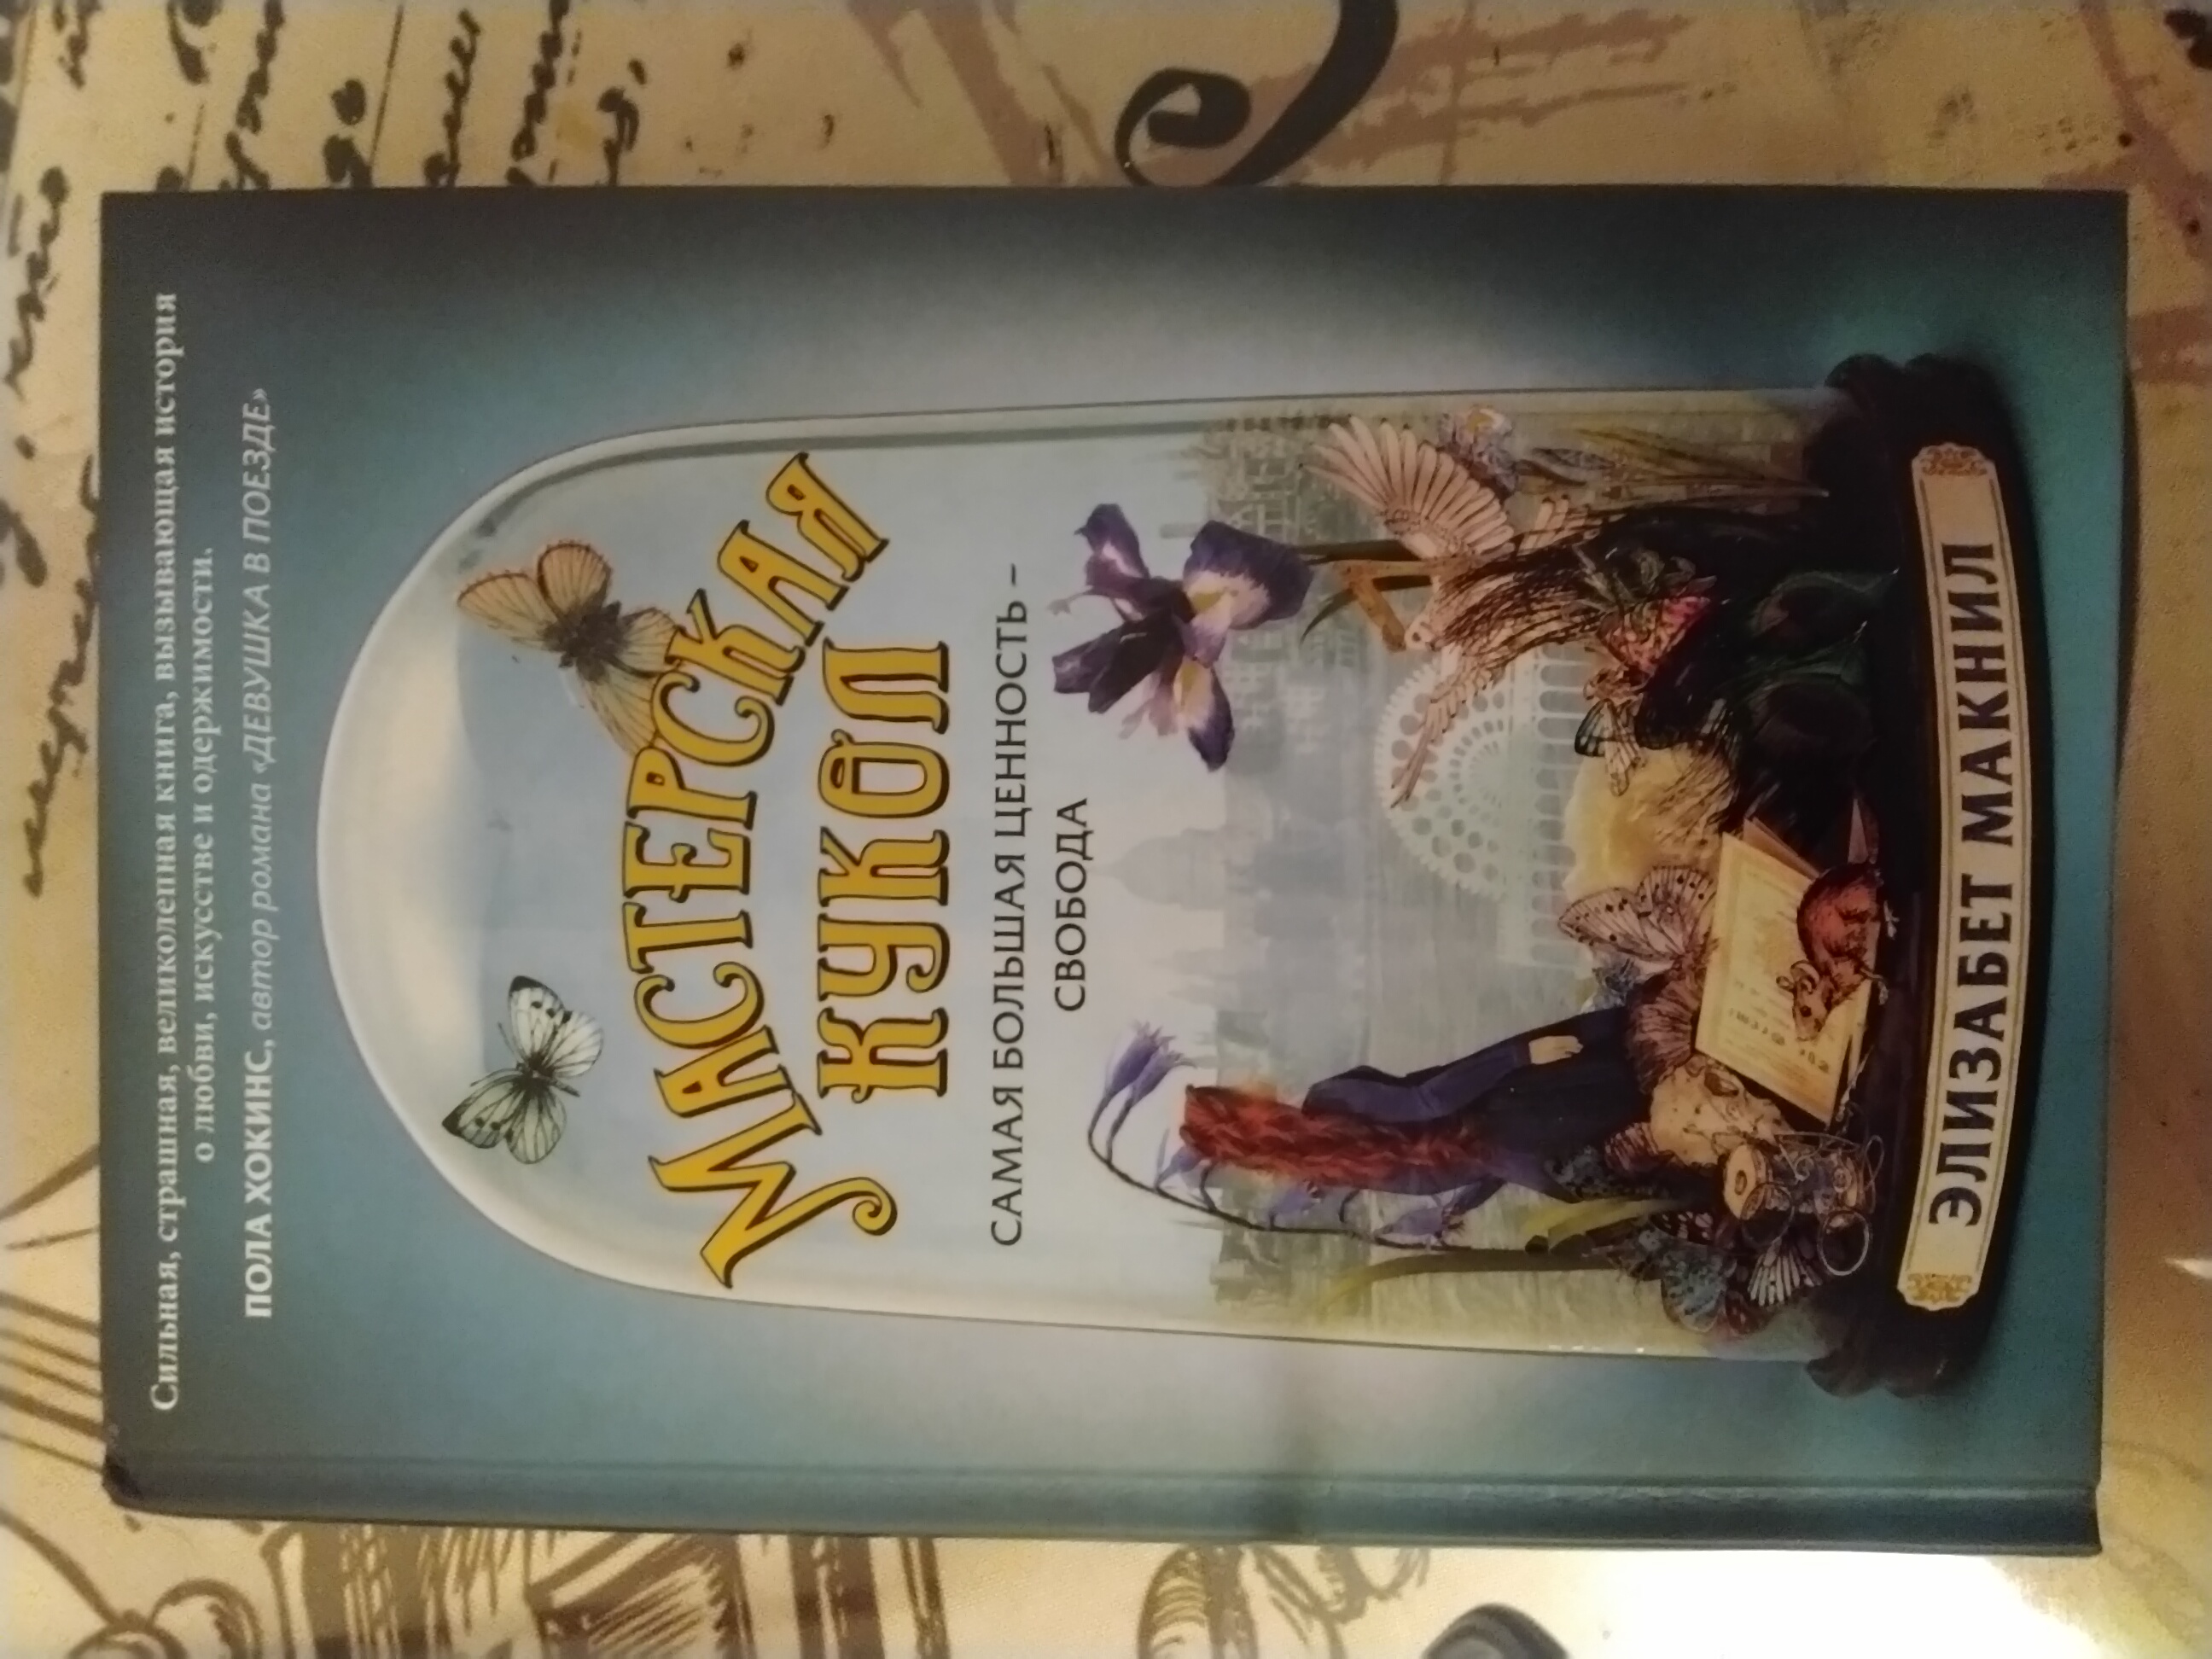 Сильная, страшная, великолепная книга, вызывающая история
о любви, искусстве и одержимости.
ПОЛА ХОКИНС, автор романа «ДЕВУШКА В ПОЕЗДЕ»
МАСТЕРСКАЯ
КУКОЛ
САМАЯ БОЛЬШАЯ ЦЕННОСТЬ –
СВОБОДА
ЭЛИЗАБЕТ МАКНИЛ